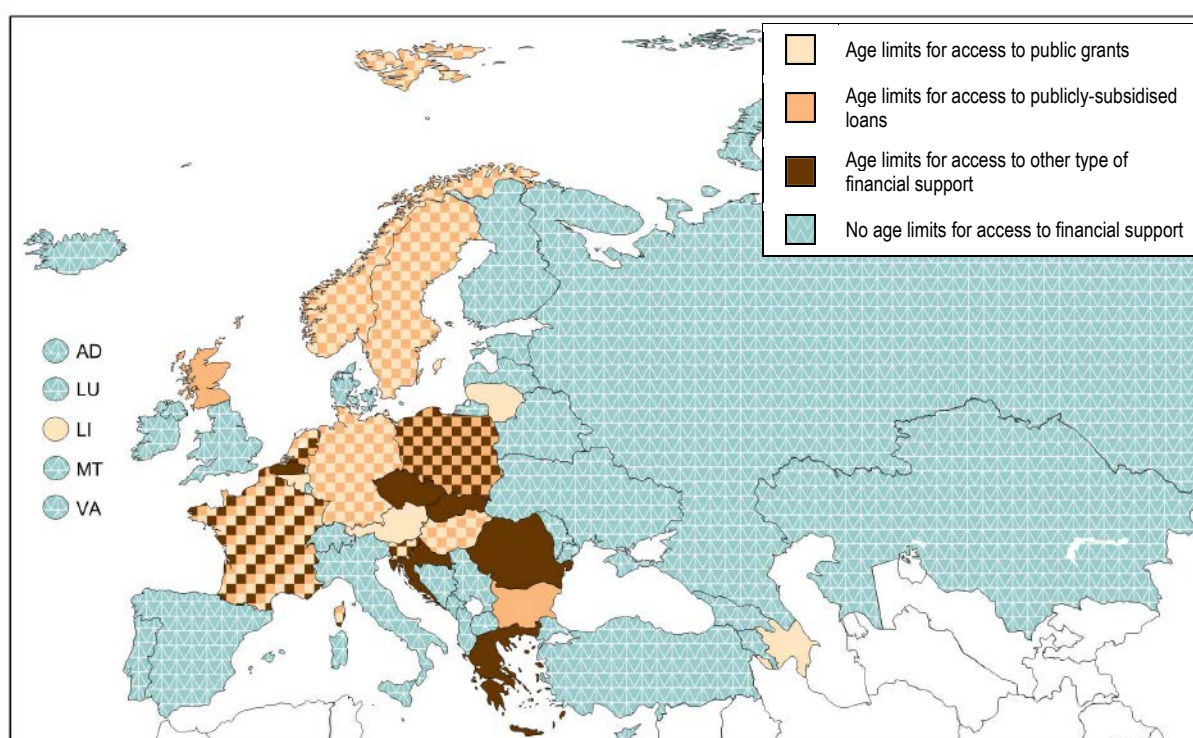 Age limits for access to public grants
Age limits for access to publicly-subsidised
loans
Age limits for access to other type of
financial support
No age limits for access to financial support
AD
LU
LI
MT
VA